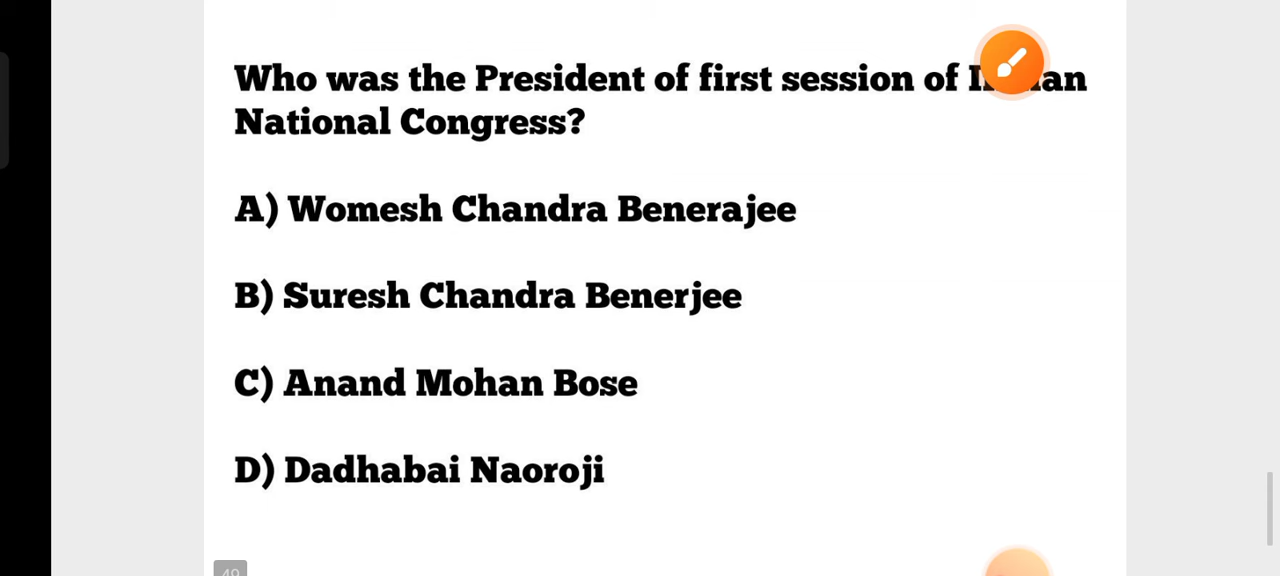 Who was the President of first session of
National Congress?
A) Womesh Chandra Benerajee
B) Suresh Chandra Benerjee
C) Anand Mohan Bose
D) Dadhabai Naoroji